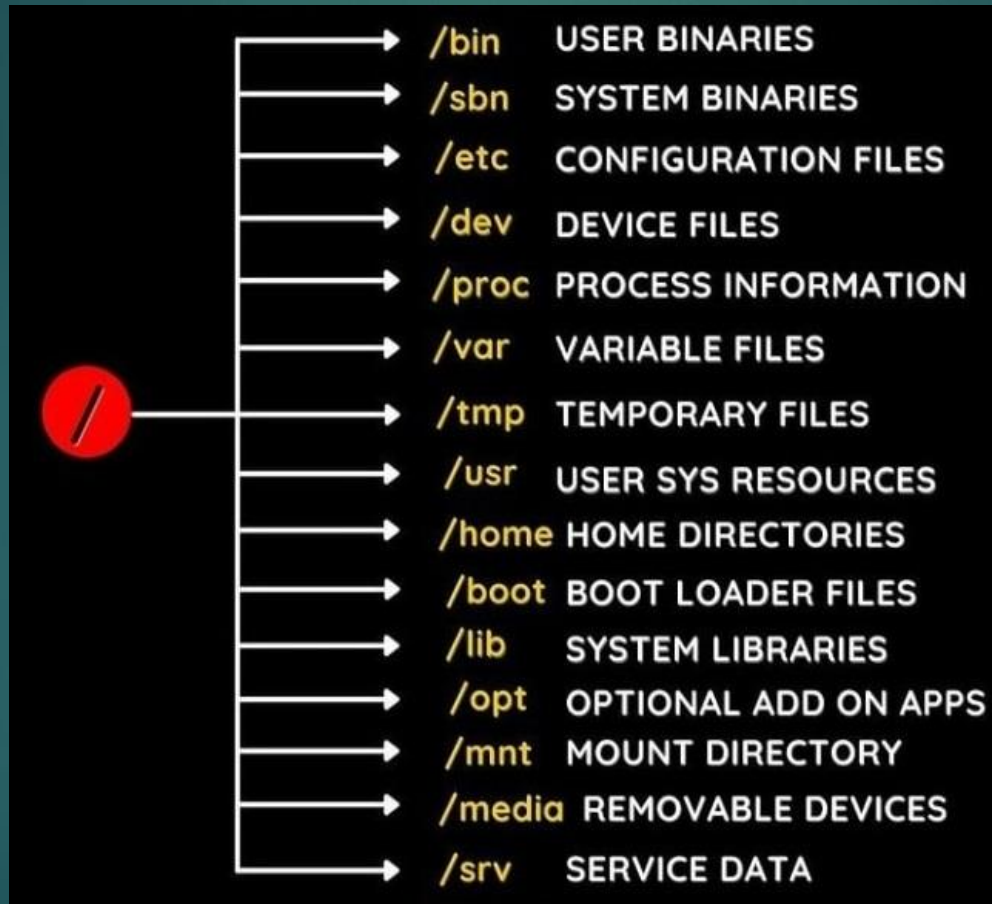 /
/bin USER BINARIES
/sbn SYSTEM BINARIES
/etc CONFIGURATION FILES
/dev DEVICE FILES
/proc PROCESS INFORMATION
/var VARIABLE FILES
/tmp TEMPORARY FILES
/usr USER SYS RESOURCES
/home HOME DIRECTORIES
/boot BOOT LOADER FILES
/lib SYSTEM LIBRARIES
/opt OPTIONAL ADD ON APPS
/mnt MOUNT DIRECTORY
/media REMOVABLE DEVICES
/srv SERVICE DATA